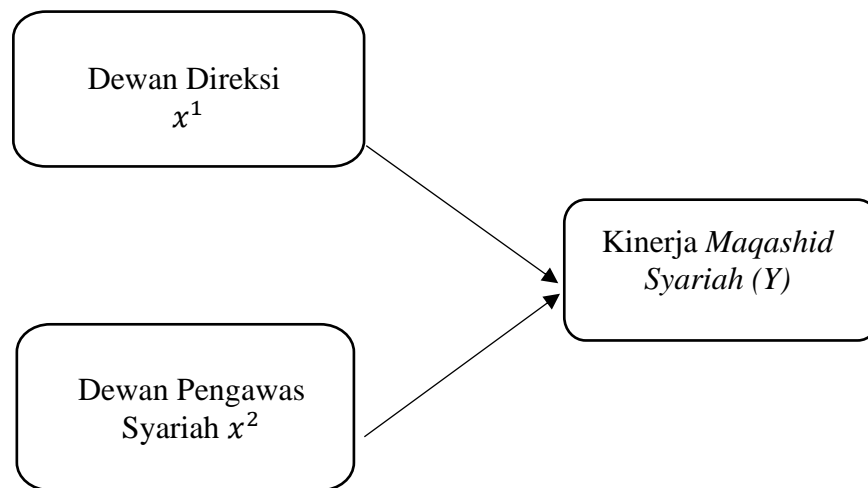 Dewan Direksi
x¹
Dewan Pengawas
Syariah x²
Kinerja Maqashid
Syariah (Y)